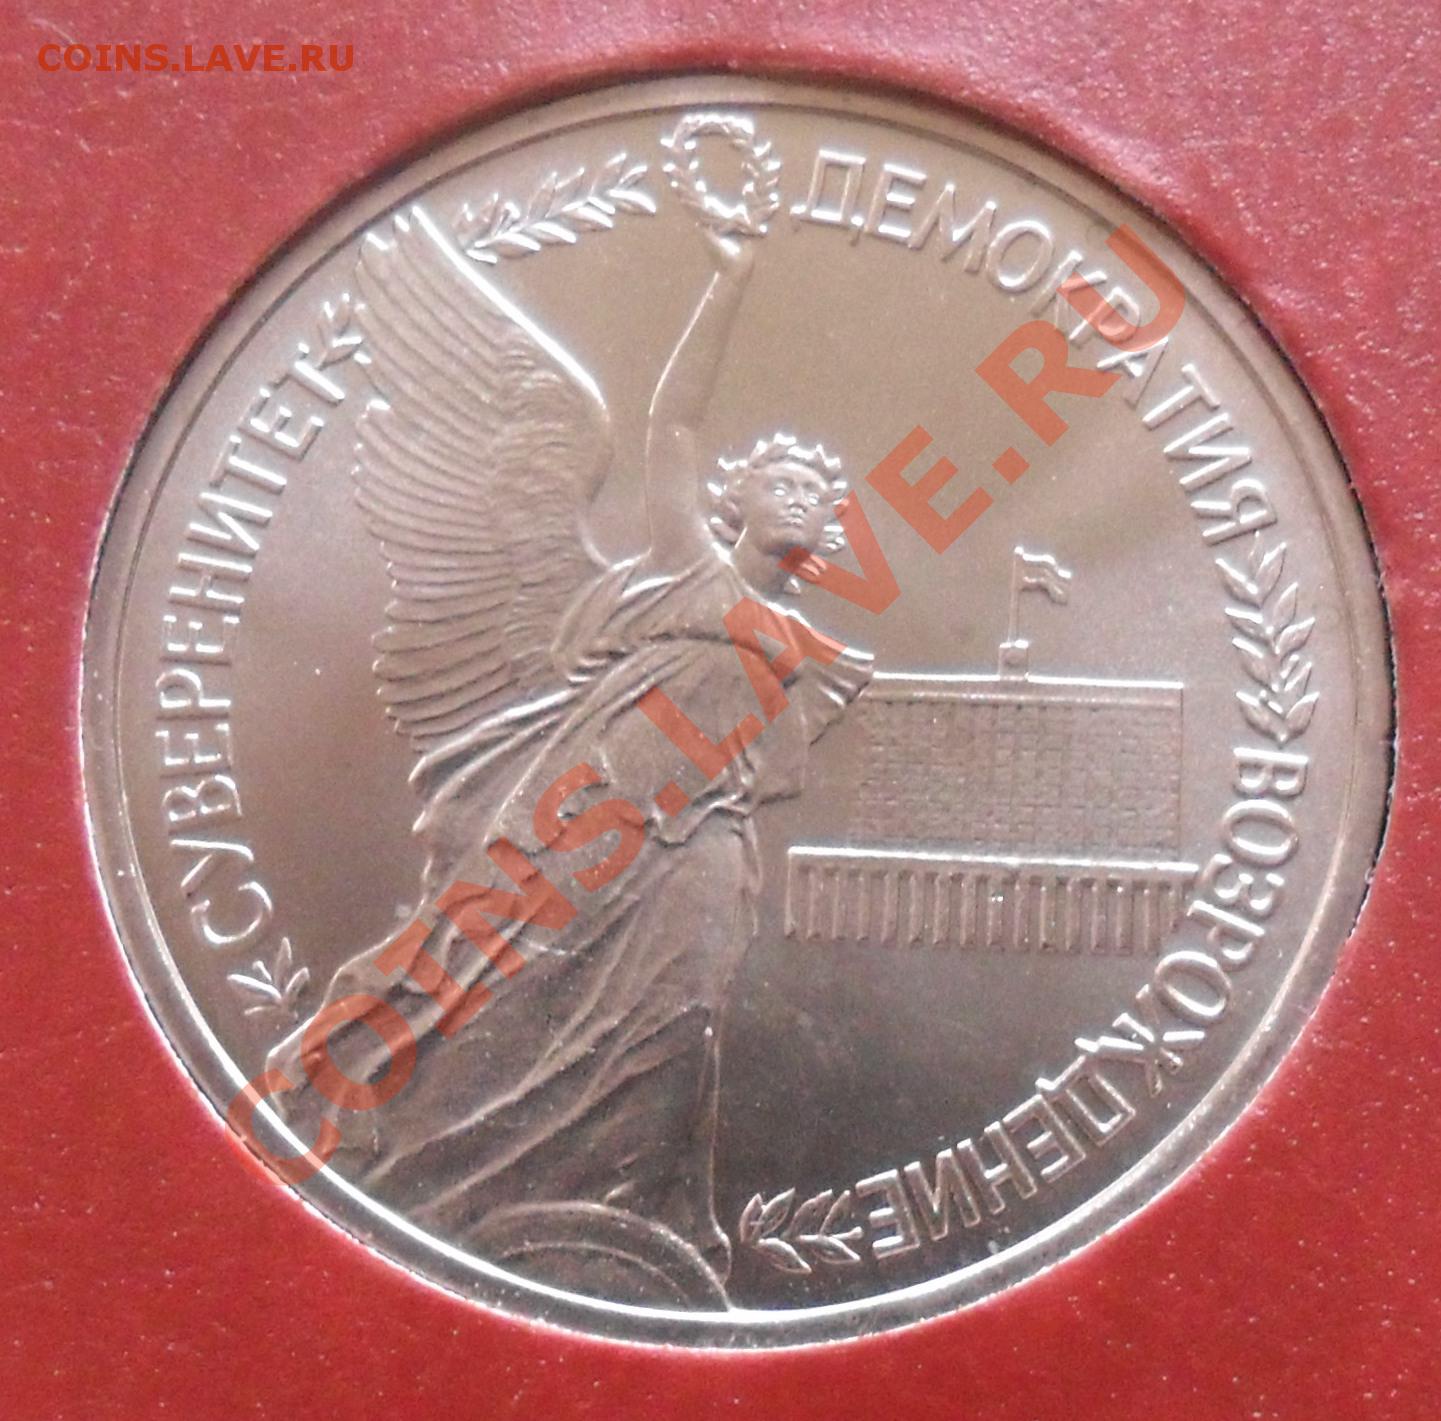 COINS.LAVE.RU
СУВЕРЕНИТЕТ
ДЕМОКРАТИЯ
ВОЗРОЖДЕНИЕ
COINS.LAVE.RU